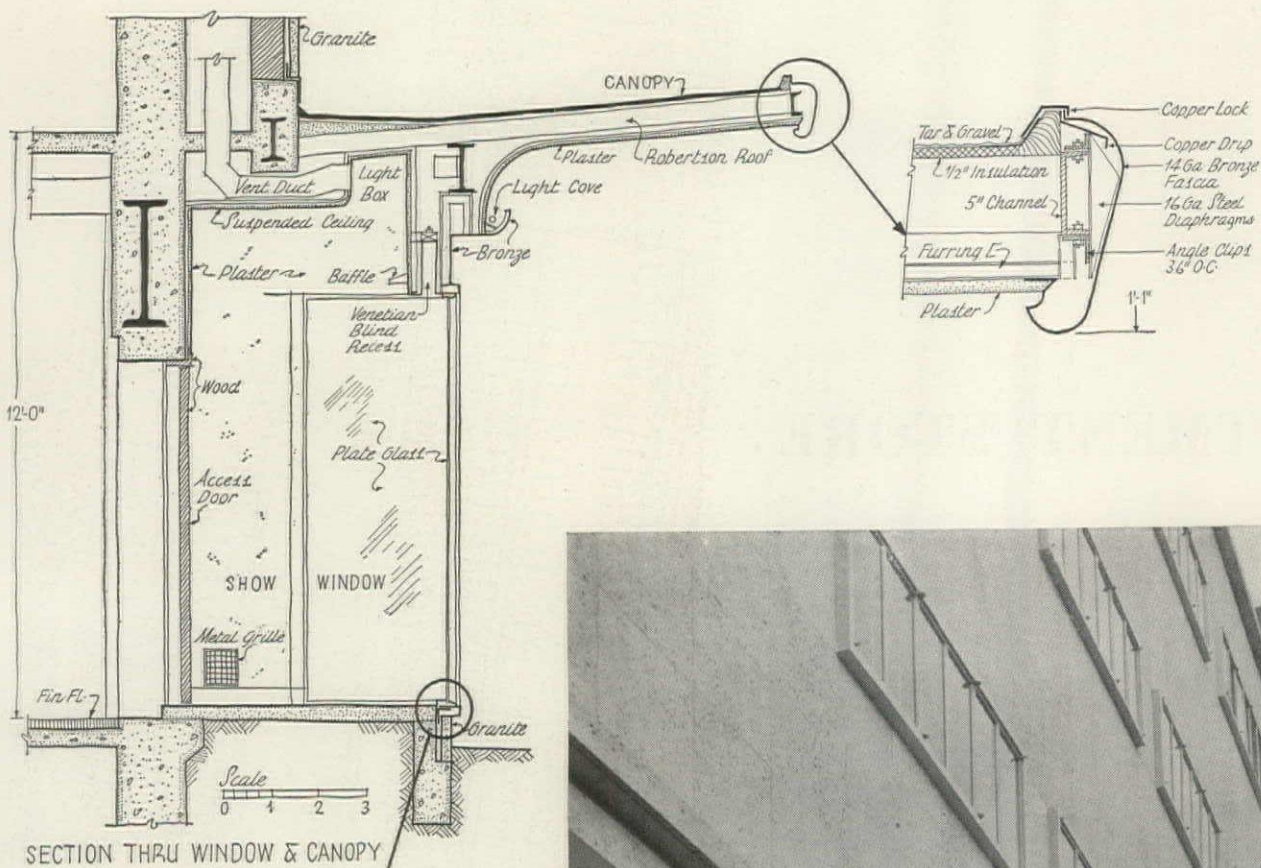 Granite
CANOPY
Plaster
Robertson Roof
Light Cove
Vent Duct
Light
Box
Suspended Ceiling
Bronze
Plaster
Baffle
Venetian
Blind
Recess
Wood
12'-0"
Plate Glass
Access
Door
SHOW WINDOW
Metal Grille
Fin Fl.
Granite
Scale
0 1 2 3
SECTION THRU WINDOW & CANOPY
Copper Lock
Tar & Gravel
Copper Drip
1/2" Insulation
14 Ga Bronze
Fascia
5" Channel
16 Ga Steel
Diaphragms
Furring C
Angle Clips
36" O.C.
Plaster
1'-1"